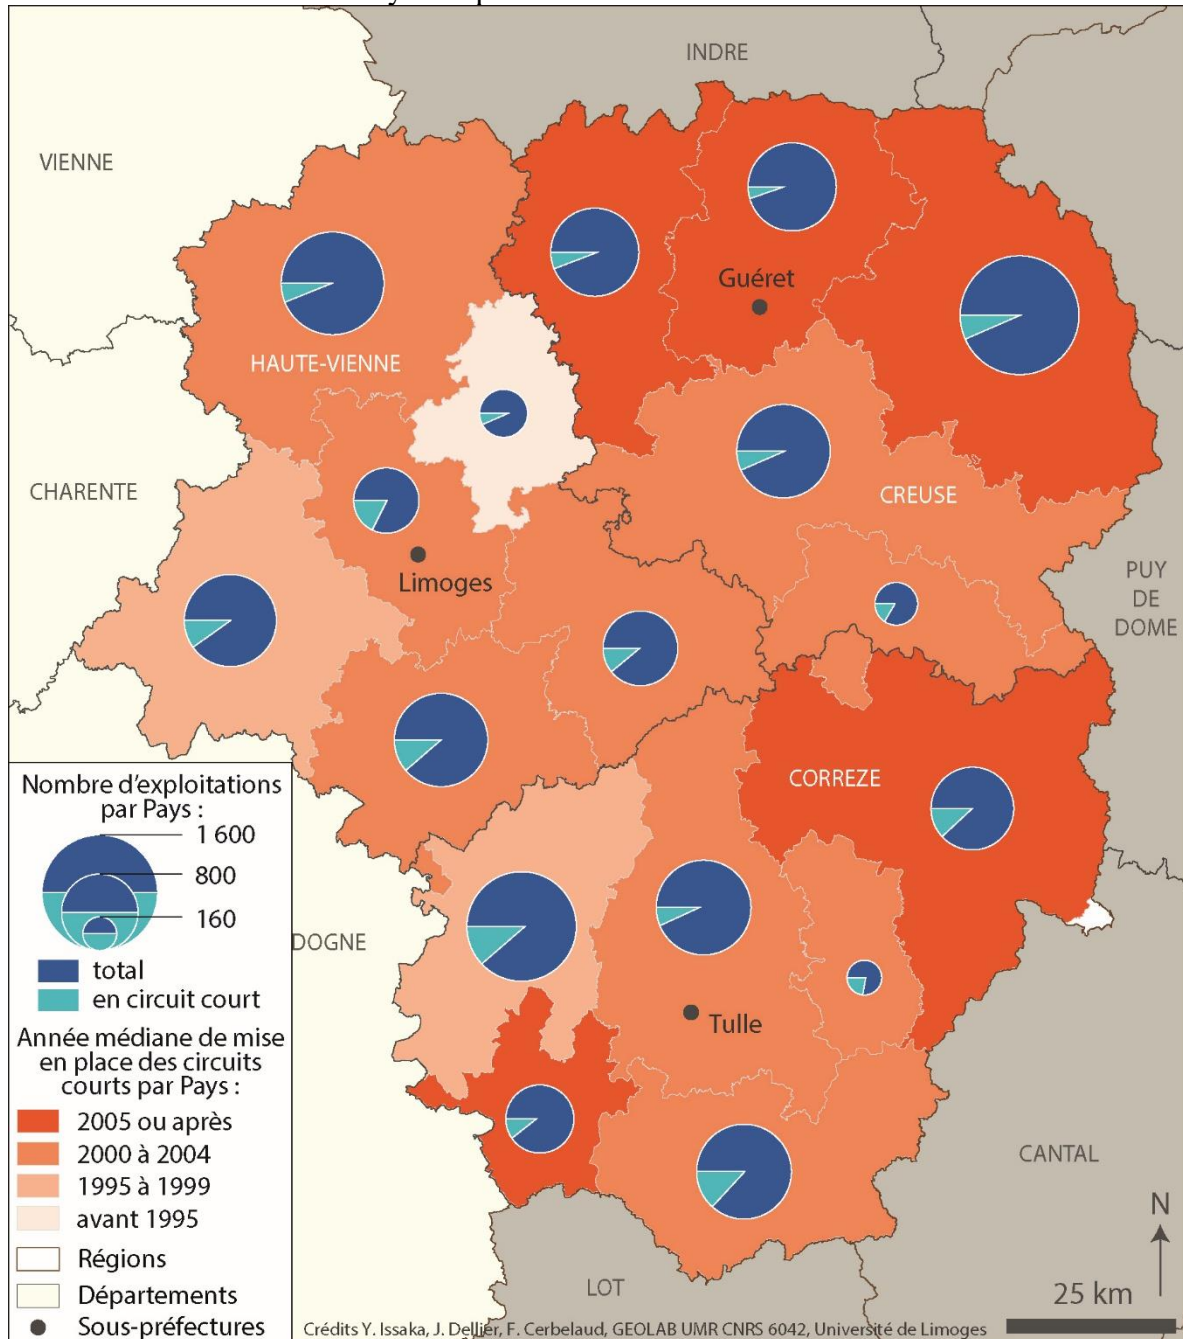 INDRE
VIENNE
Guéret
HAUTE-VIENNE
CHARENTE
CREUSE
Limoges
PUY
DE
DOME
CORREZE
Nombre d'exploitations
par Pays :
1 600
800
160
total
en circuit court
DOGNE
Tulle
Année médiane de mise
en place des circuits
courts par Pays :
2005 ou après
2000 à 2004
1995 à 1999
avant 1995
Régions
Départements
Sous-préfectures
CANTAL
N
LOT
25 km
Crédits Y. Issaka, J. Dellier, F. Cerbelaud, GEOLAB UMR CNRS 6042, Université de Limoges